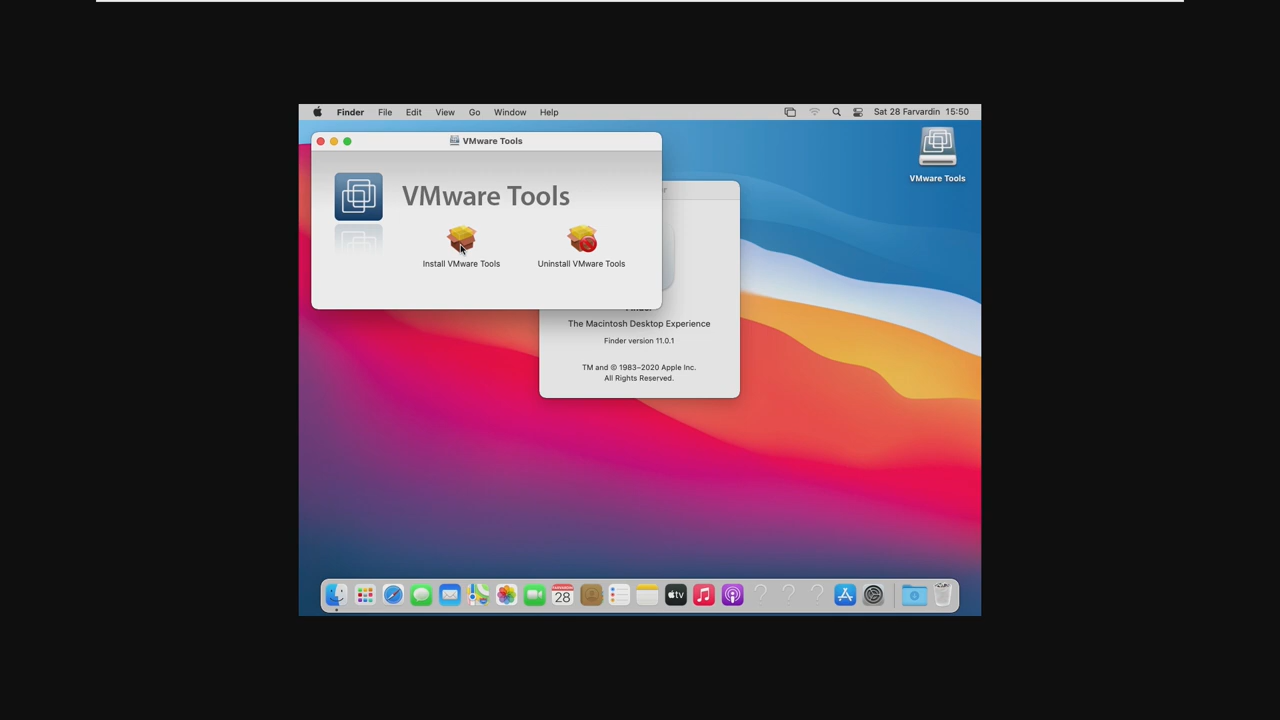 Finder File Edit View Go Window Help Sat 28 Farvardin 15:50
VMware Tools
VMware Tools
VMware Tools
Install VMware Tools Uninstall VMware Tools
The Macintosh Desktop Experience
Finder version 11.0.1
TM and © 1983–2020 Apple Inc.
All Rights Reserved.
28
tv